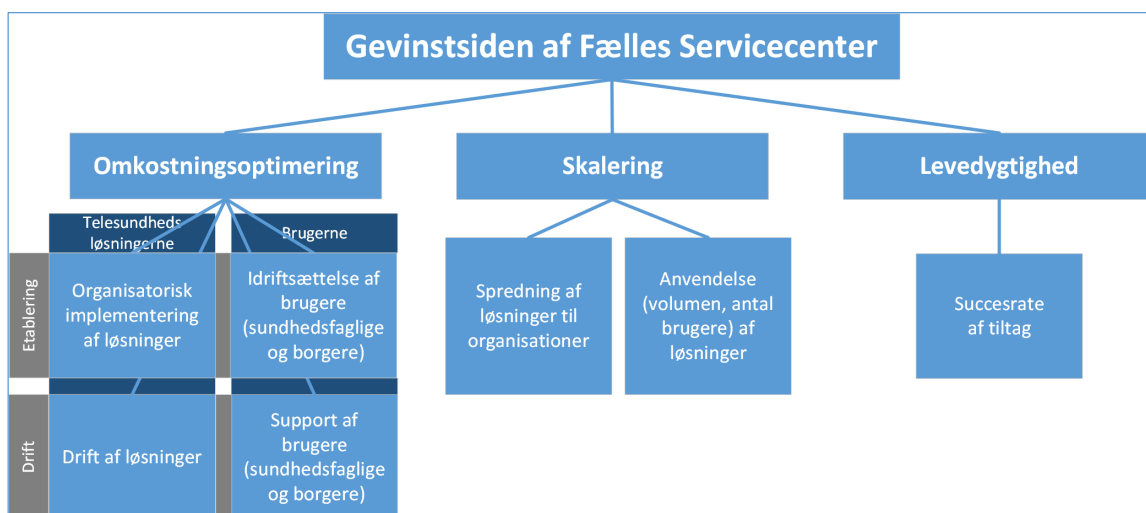 Gevinstsiden af Fælles Servicecenter
Omkostningsoptimering
Skalering
Levedygtighed
Telesundheds
løsningerne
Brugerne
Etablering
Organisatorisk
implementering
af løsninger
Idriftsættelse af
brugere
(sundhedsfaglige
og borgere)
Spredning af
løsninger til
organisationer
Anvendelse
(volumen, antal
brugere) af
løsninger
Succesrate
af tiltag
Drift
Drift af løsninger
Support af
brugere
(sundhedsfaglige
og borgere)